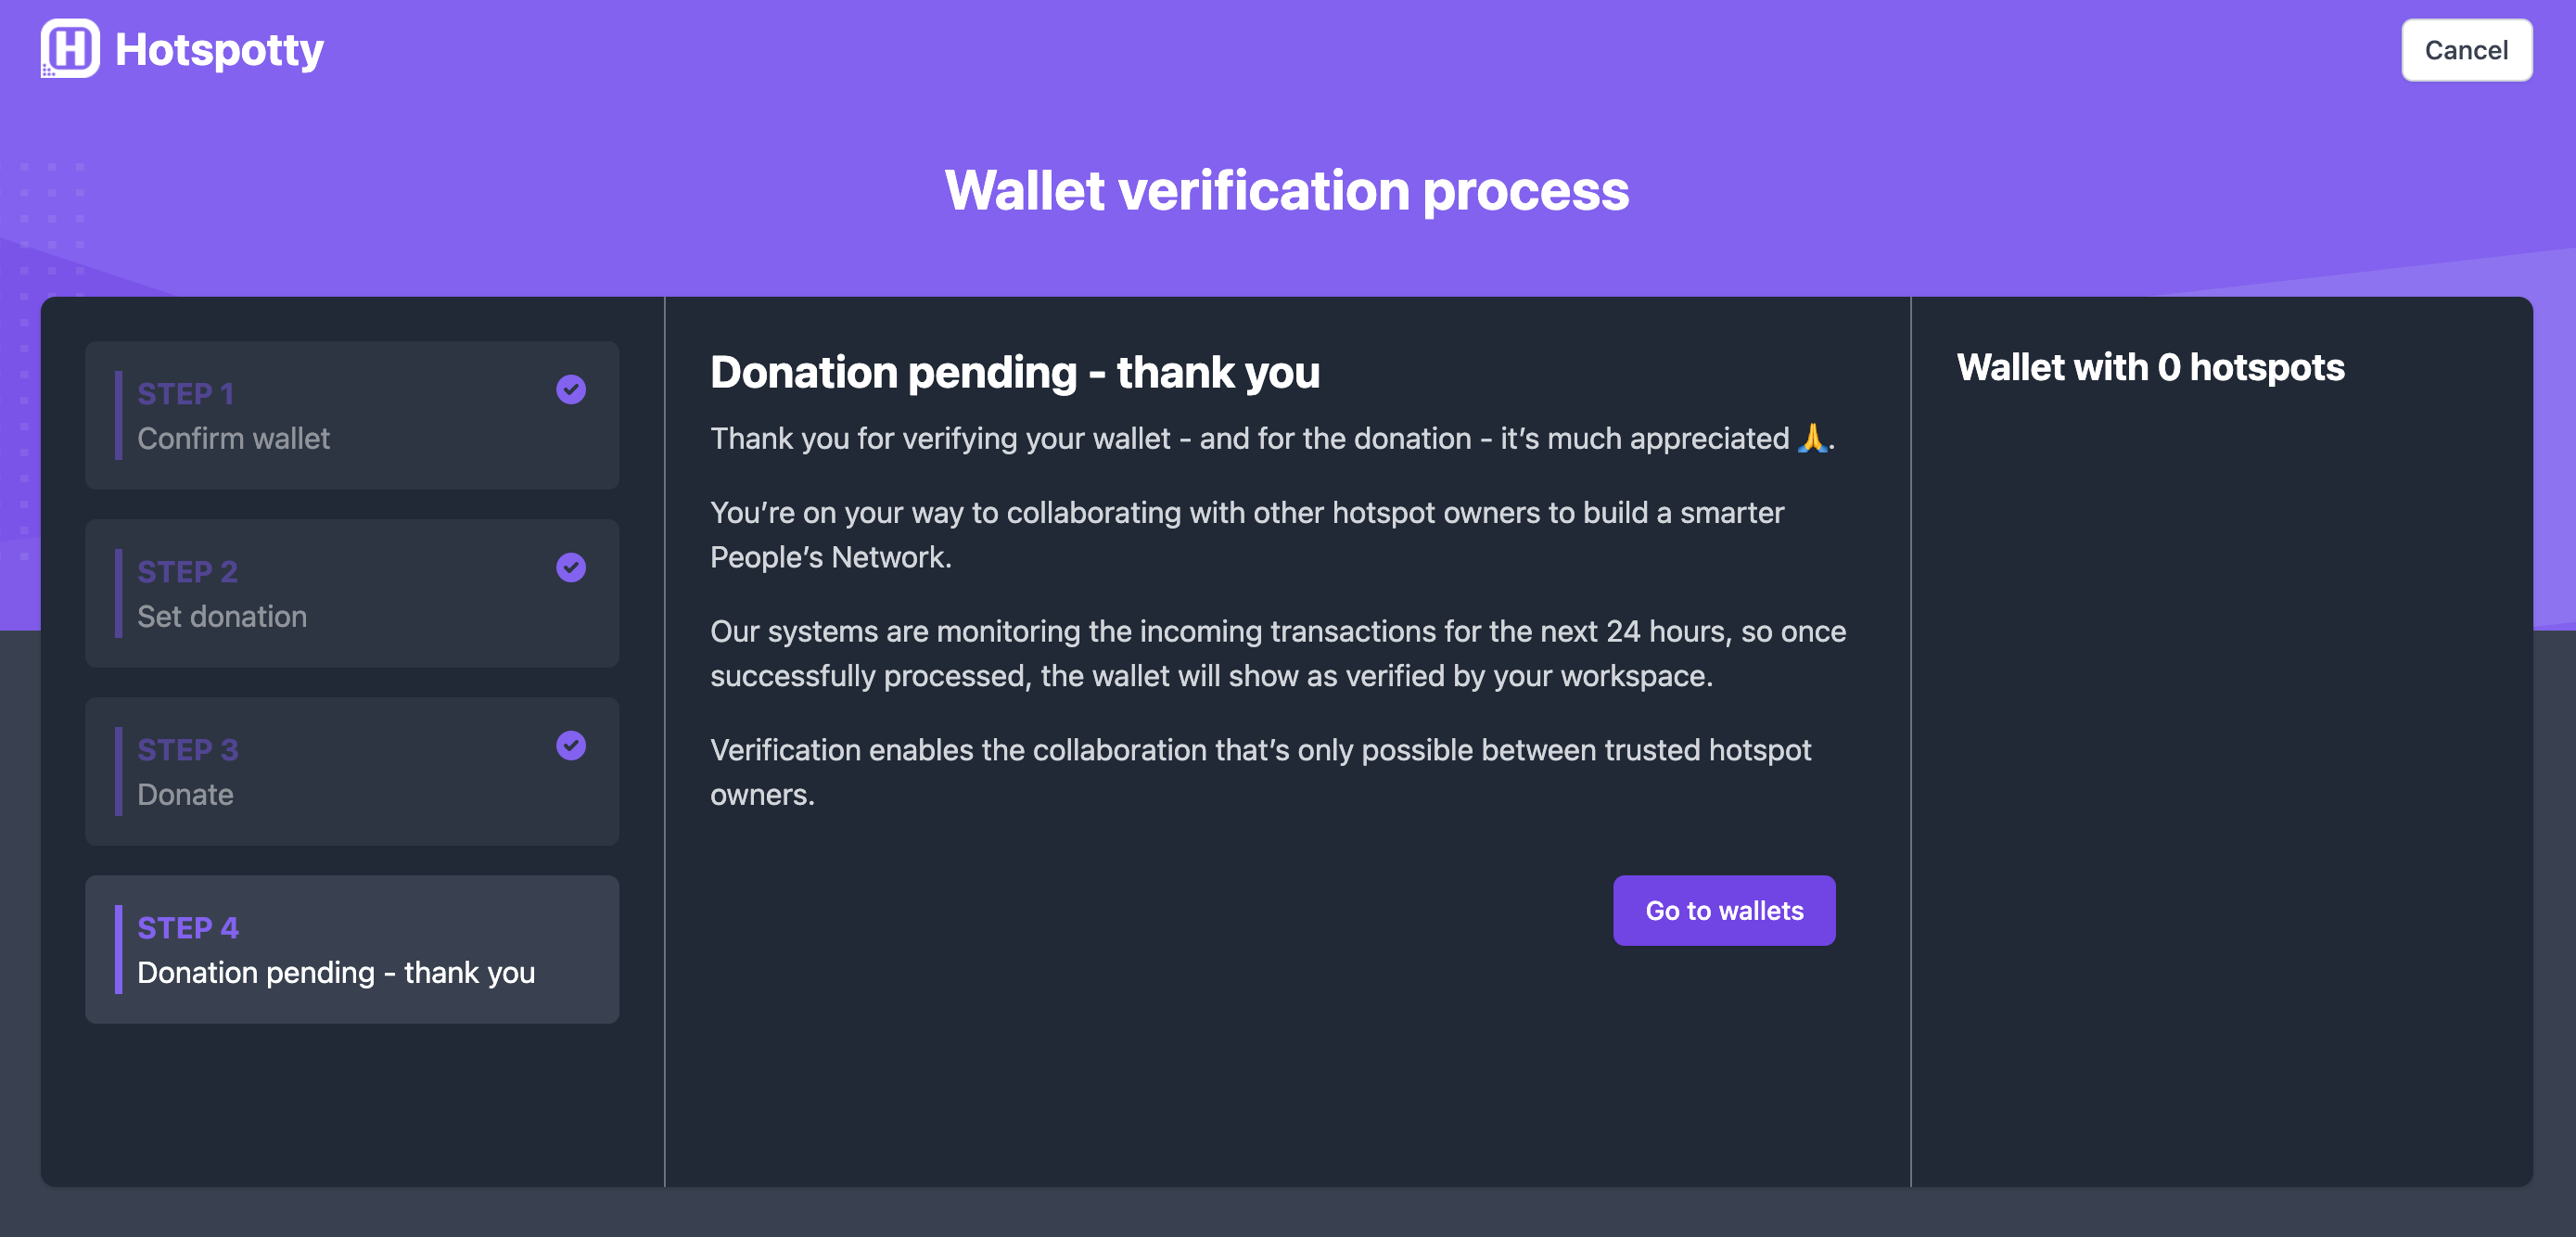 Hotspotty
Cancel
Wallet verification process
STEP 1
Confirm wallet
STEP 2
Set donation
STEP 3
Donate
STEP 4
Donation pending - thank you
Donation pending - thank you
Thank you for verifying your wallet - and for the donation - it’s much appreciated 🙏.
You’re on your way to collaborating with other hotspot owners to build a smarter
People’s Network.
Our systems are monitoring the incoming transactions for the next 24 hours, so once
successfully processed, the wallet will show as verified by your workspace.
Verification enables the collaboration that’s only possible between trusted hotspot
owners.
Go to wallets
Wallet with 0 hotspots